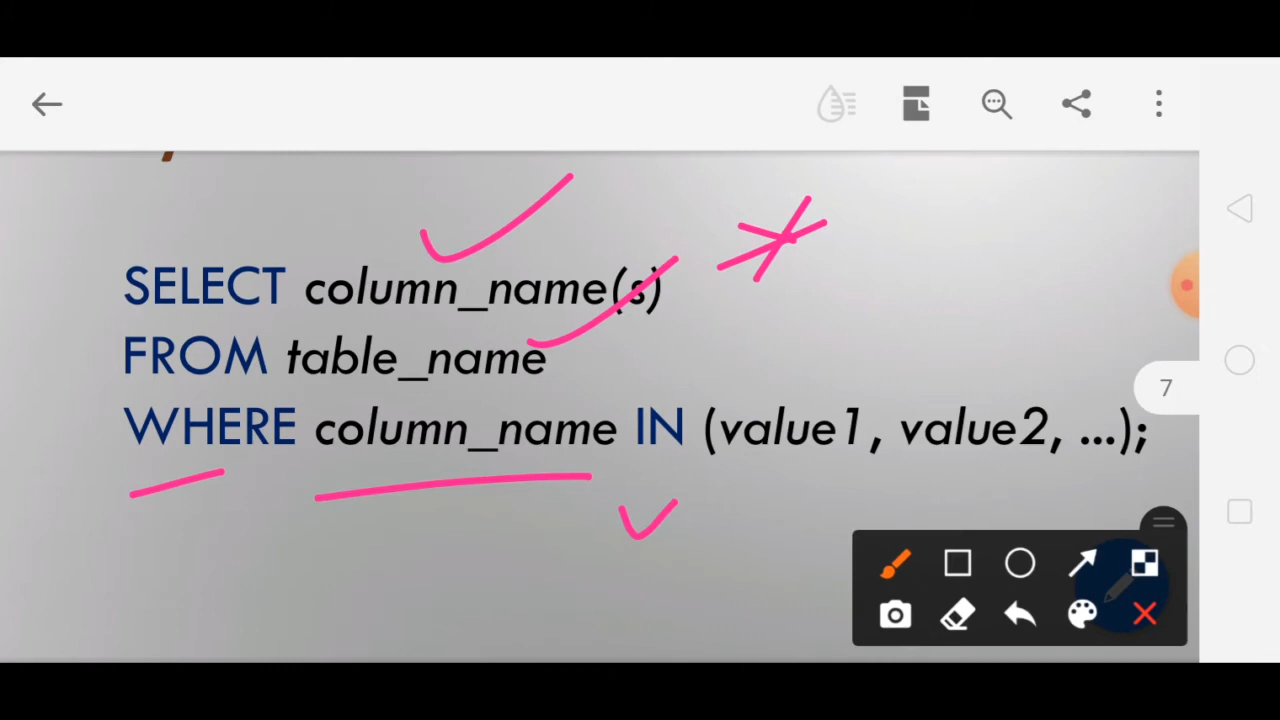 SELECT column_name(s)
FROM table_name
WHERE column_name IN (value1, value2, ...);
7